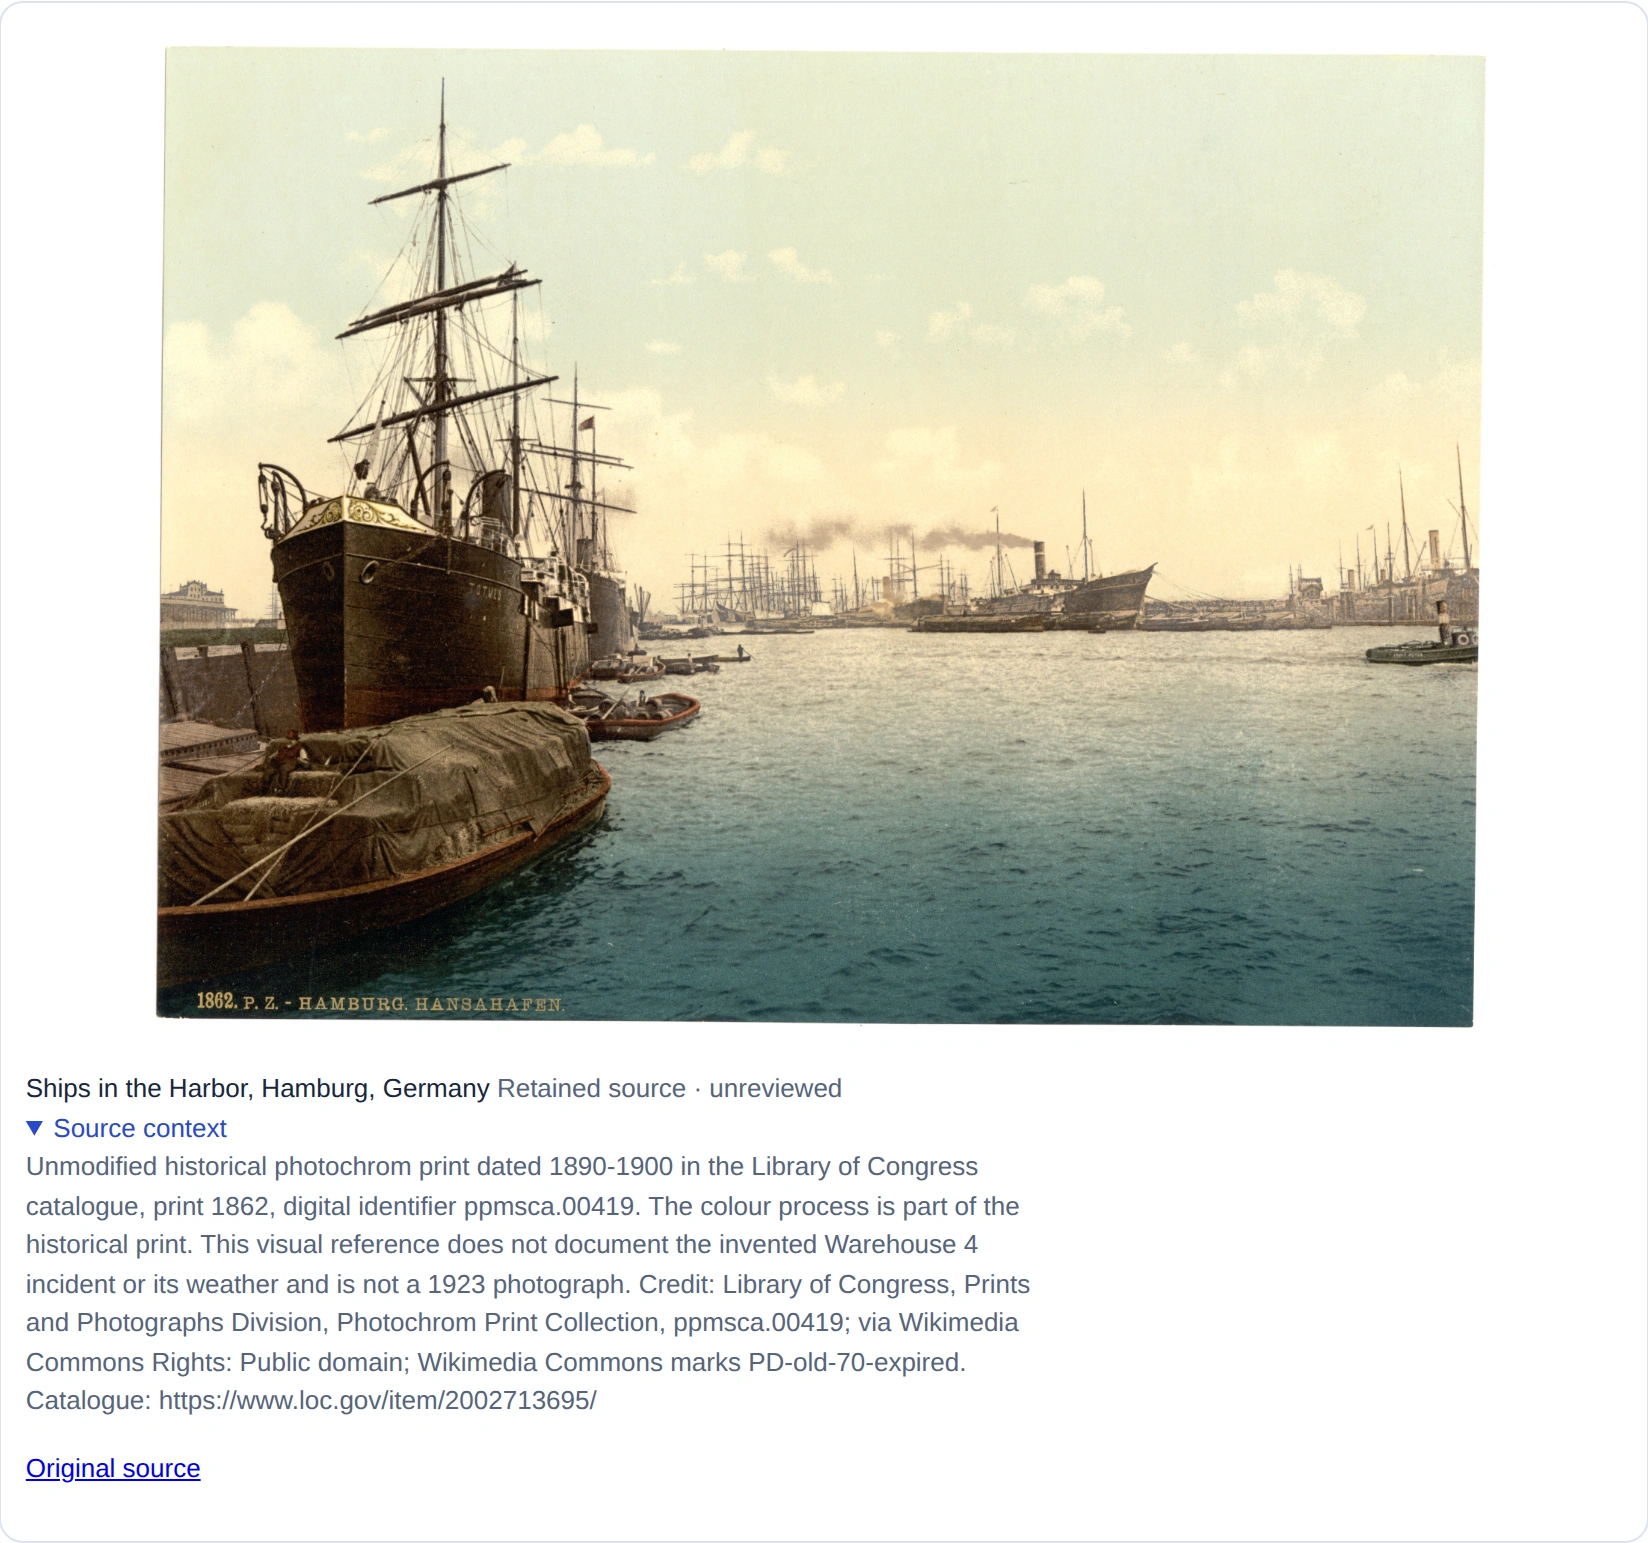 1862. P. Z. - HAMBURG. HANSAHAFEN.
Ships in the Harbor, Hamburg, Germany Retained source · unreviewed
▼ Source context
Unmodified historical photochrom print dated 1890-1900 in the Library of Congress
catalogue, print 1862, digital identifier ppmsca.00419. The colour process is part of the
historical print. This visual reference does not document the invented Warehouse 4
incident or its weather and is not a 1923 photograph. Credit: Library of Congress, Prints
and Photographs Division, Photochrom Print Collection, ppmsca.00419; via Wikimedia
Commons Rights: Public domain; Wikimedia Commons marks PD-old-70-expired.
Catalogue: https://www.loc.gov/item/2002713695/
Original source